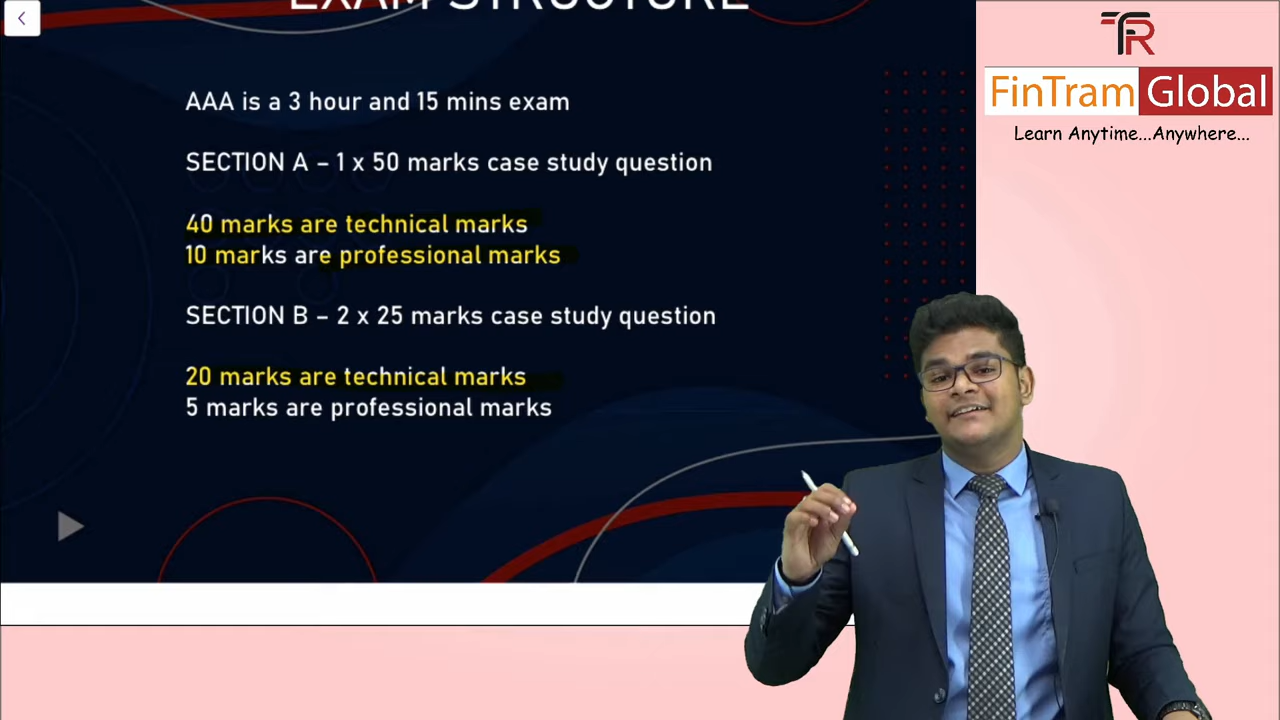 EXAM STRUCTURE
AAA is a 3 hour and 15 mins exam
SECTION A – 1 x 50 marks case study question
40 marks are technical marks
10 marks are professional marks
SECTION B – 2 x 25 marks case study question
20 marks are technical marks
5 marks are professional marks
FinTram Global
Learn Anytime...Anywhere...